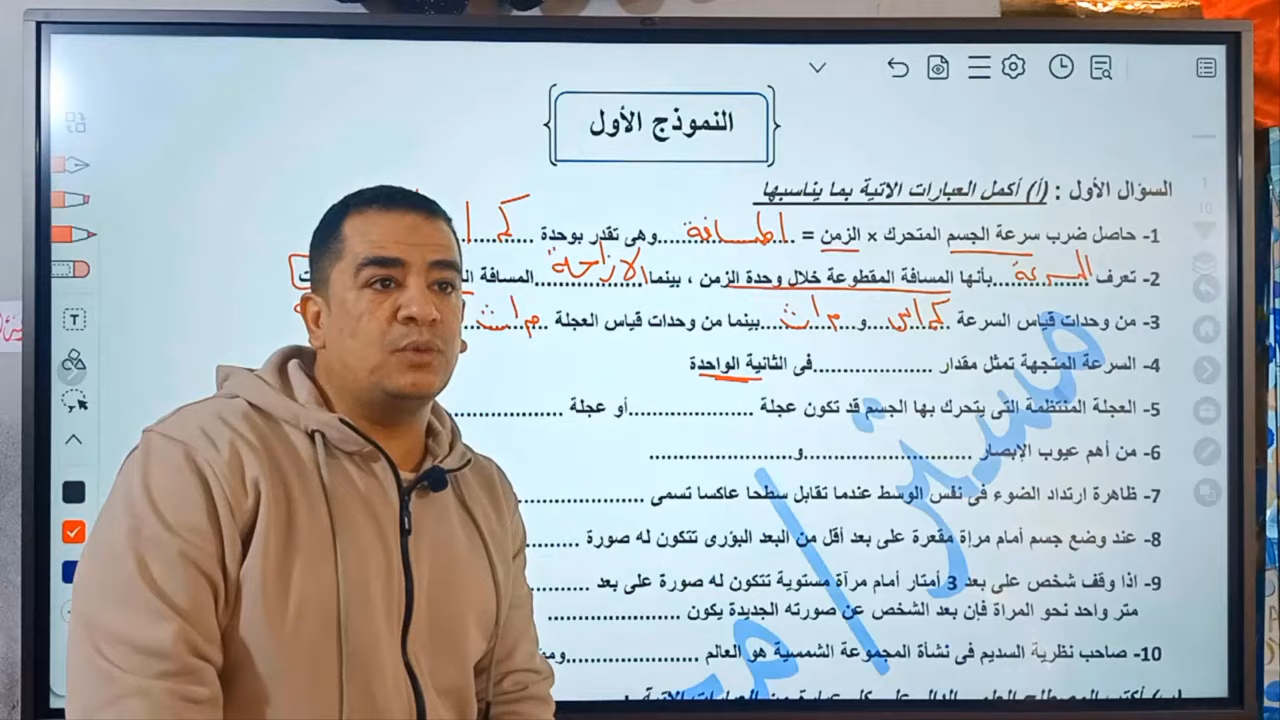 النموذج الأول
السؤال الأول : (أ) أكمل العبارات الاتية بما يناسبها
1- حاصل ضرب سرعة الجسم المتحرك × الزمن = ...المسافة...وهى تقدر بوحدة ........
2- تعرف ...السرعة...بأنها المسافة المقطوعة خلال وحدة الزمن ، بينما ...الازاحة...المسافة
3- من وحدات قياس السرعة ...كم/س...و...م/ث...بينما من وحدات قياس العجلة ...م/ث
4- السرعة المتجهة تمثل مقدار ...................فى الثانية الواحدة
5- العجلة المنتظمة التى يتحرك بها الجسم قد تكون عجلة ...................أو عجلة ...................
6- من أهم عيوب الإبصار .........................و......................
7- ظاهرة ارتداد الضوء فى نفس الوسط عندما تقابل سطحا عاكسا تسمى ...................
8- عند وضع جسم أمام مرآة مقعرة على بعد أقل من البعد البؤرى تتكون له صورة .........
9- اذا وقف شخص على بعد 3 أمتار أمام مرآة مستوية تتكون له صورة على بعد ..........
متر واحد نحو المراة فإن بعد الشخص عن صورته الجديدة يكون ...................
10- صاحب نظرية السديم فى نشأة المجموعة الشمسية هو العالم ...................
مستر / أحمد